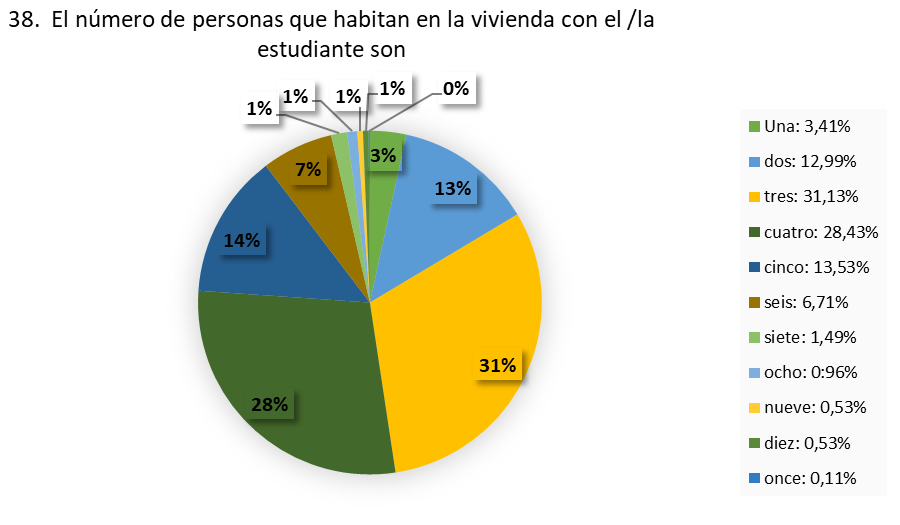 38. El número de personas que habitan en la vivienda con el /la
estudiante son
1%
1%
1%
1%
0%
3%
13%
31%
28%
14%
7%
Una: 3,41%
dos: 12,99%
tres: 31,13%
cuatro: 28,43%
cinco: 13,53%
seis: 6,71%
siete: 1,49%
ocho: 0:96%
nueve: 0,53%
diez: 0,53%
once: 0,11%